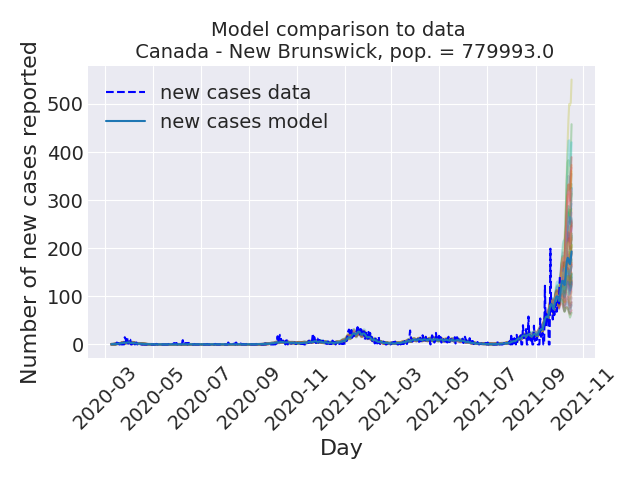 Model comparison to data
Canada - New Brunswick, pop. = 779993.0
Number of new cases reported
500
400
300
200
100
0
new cases data
new cases model
2020-03
2020-05
2020-07
2020-09
2020-11
2021-01
2021-03
2021-05
2021-07
2021-09
2021-11
Day